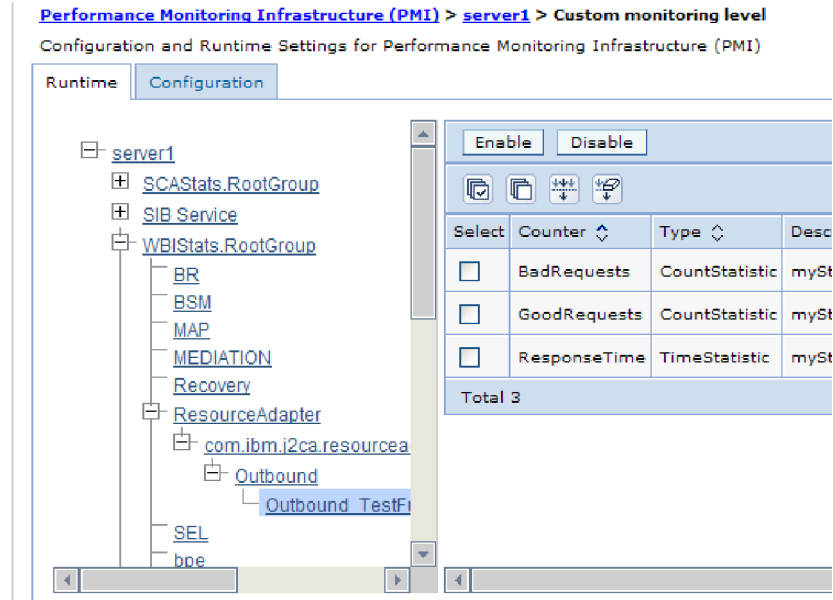 Performance Monitoring Infrastructure (PMI) > server1 > Custom monitoring level
Configuration and Runtime Settings for Performance Monitoring Infrastructure (PMI)
Runtime Configuration
server1
SCAStats.RootGroup
SIB Service
WBIStats.RootGroup
BR
BSM
MAP
MEDIATION
Recovery
ResourceAdapter
com.ibm.j2ca.resourcea
Outbound
Outbound_TestF
SEL
bpe
Enable Disable
Select Counter Type Desc
BadRequests CountStatistic mySt
GoodRequests CountStatistic mySt
ResponseTime TimeStatistic mySt
Total 3